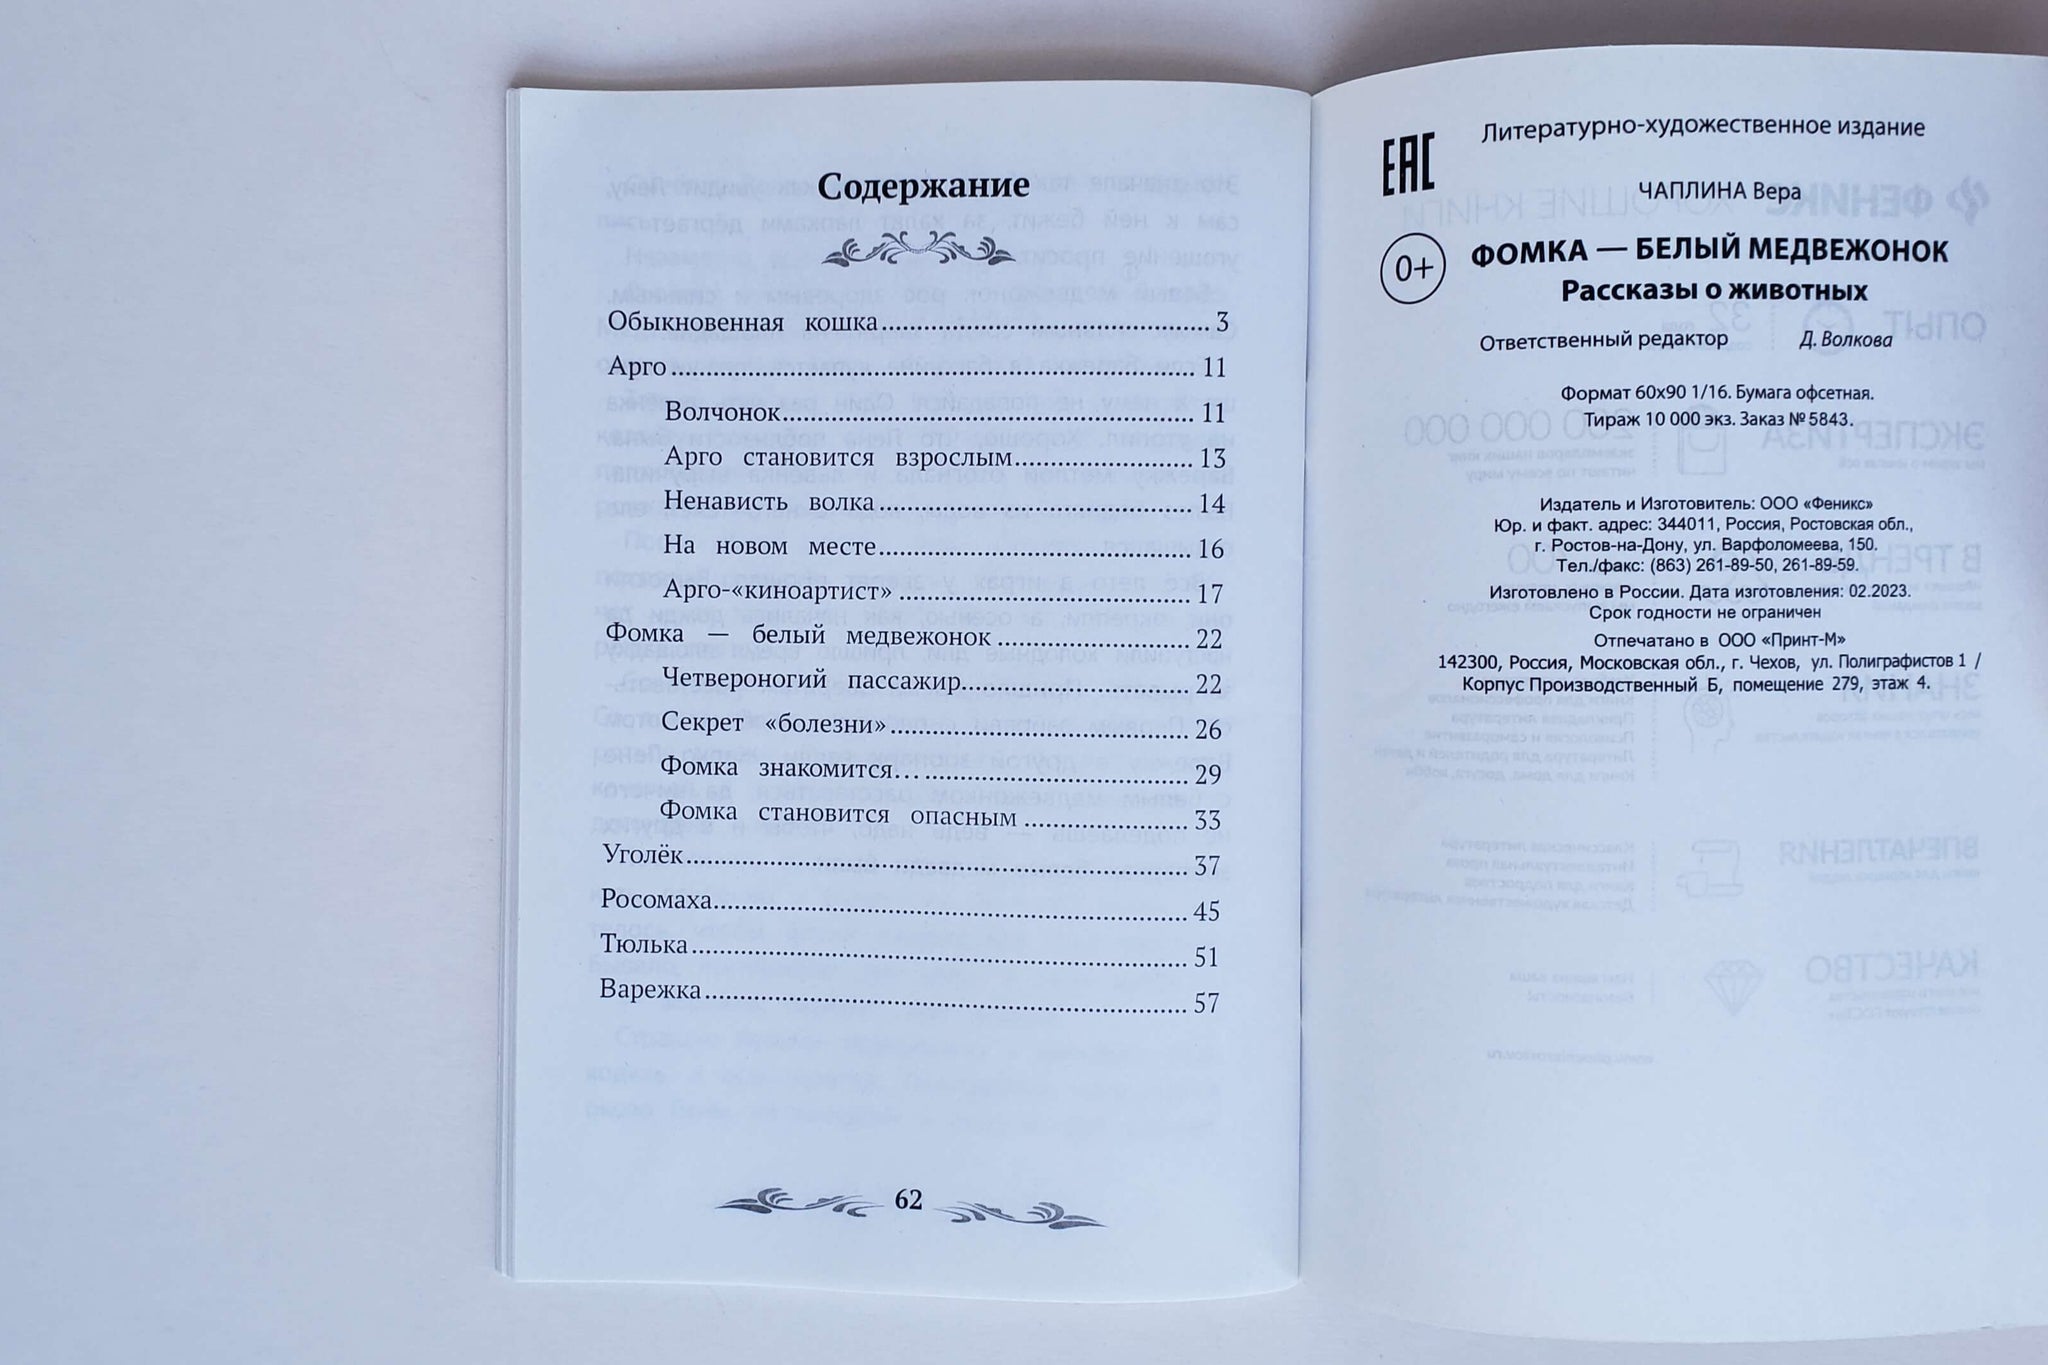 Содержание
Обыкновенная кошка 3
Арго 11
Волчонок 11
Арго становится взрослым 13
Ненависть волка 14
На новом месте 16
Арго-«киноартист» 17
Фомка — белый медвежонок 22
Четвероногий пассажир 22
Секрет «болезни» 26
Фомка знакомится... 29
Фомка становится опасным 33
Уголёк 37
Росомаха 45
Тюлька 51
Варежка 57
62
ЕАС
Литературно-художественное издание
ЧАПЛИНА Вера
0+
ФОМКА — БЕЛЫЙ МЕДВЕЖОНОК
Рассказы о животных
Ответственный редактор Д. Волкова
Формат 60х90 1/16. Бумага офсетная.
Тираж 10 000 экз. Заказ № 5843.
Издатель и Изготовитель: ООО «Феникс»
Юр. и факт. адрес: 344011, Россия, Ростовская обл.,
г. Ростов-на-Дону, ул. Варфоломеева, 150.
Тел./факс: (863) 261-89-50, 261-89-59.
Изготовлено в России. Дата изготовления: 02.2023.
Срок годности не ограничен
Отпечатано в ООО «Принт-М»
142300, Россия, Московская обл., г. Чехов, ул. Полиграфистов 1 /
Корпус Производственный Б, помещение 279, этаж 4.